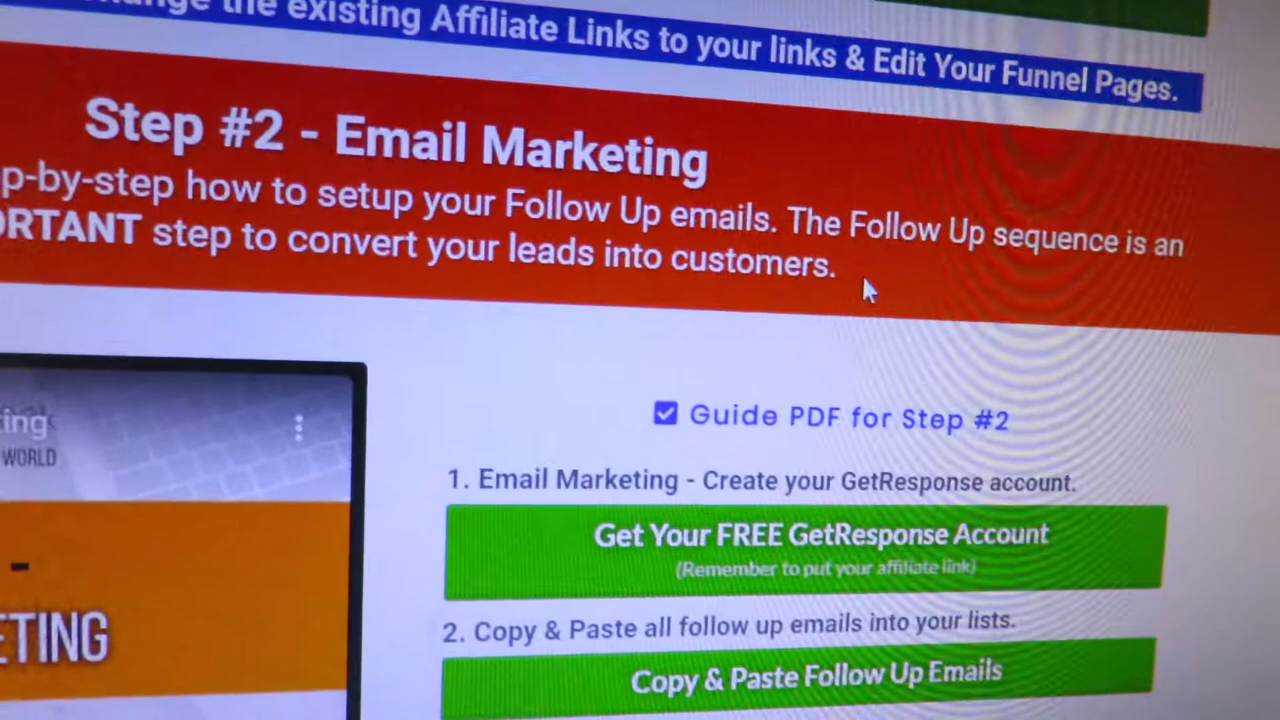 the existing Affiliate Links to your links & Edit Your Funnel Pages.
Step #2 - Email Marketing
p-by-step how to setup your Follow Up emails. The Follow Up sequence is an
ORTANT step to convert your leads into customers.
ing
WORLD
-
ETING
Guide PDF for Step #2
1. Email Marketing - Create your GetResponse account.
Get Your FREE GetResponse Account
(Remember to put your affiliate link)
2. Copy & Paste all follow up emails into your lists.
Copy & Paste Follow Up Emails